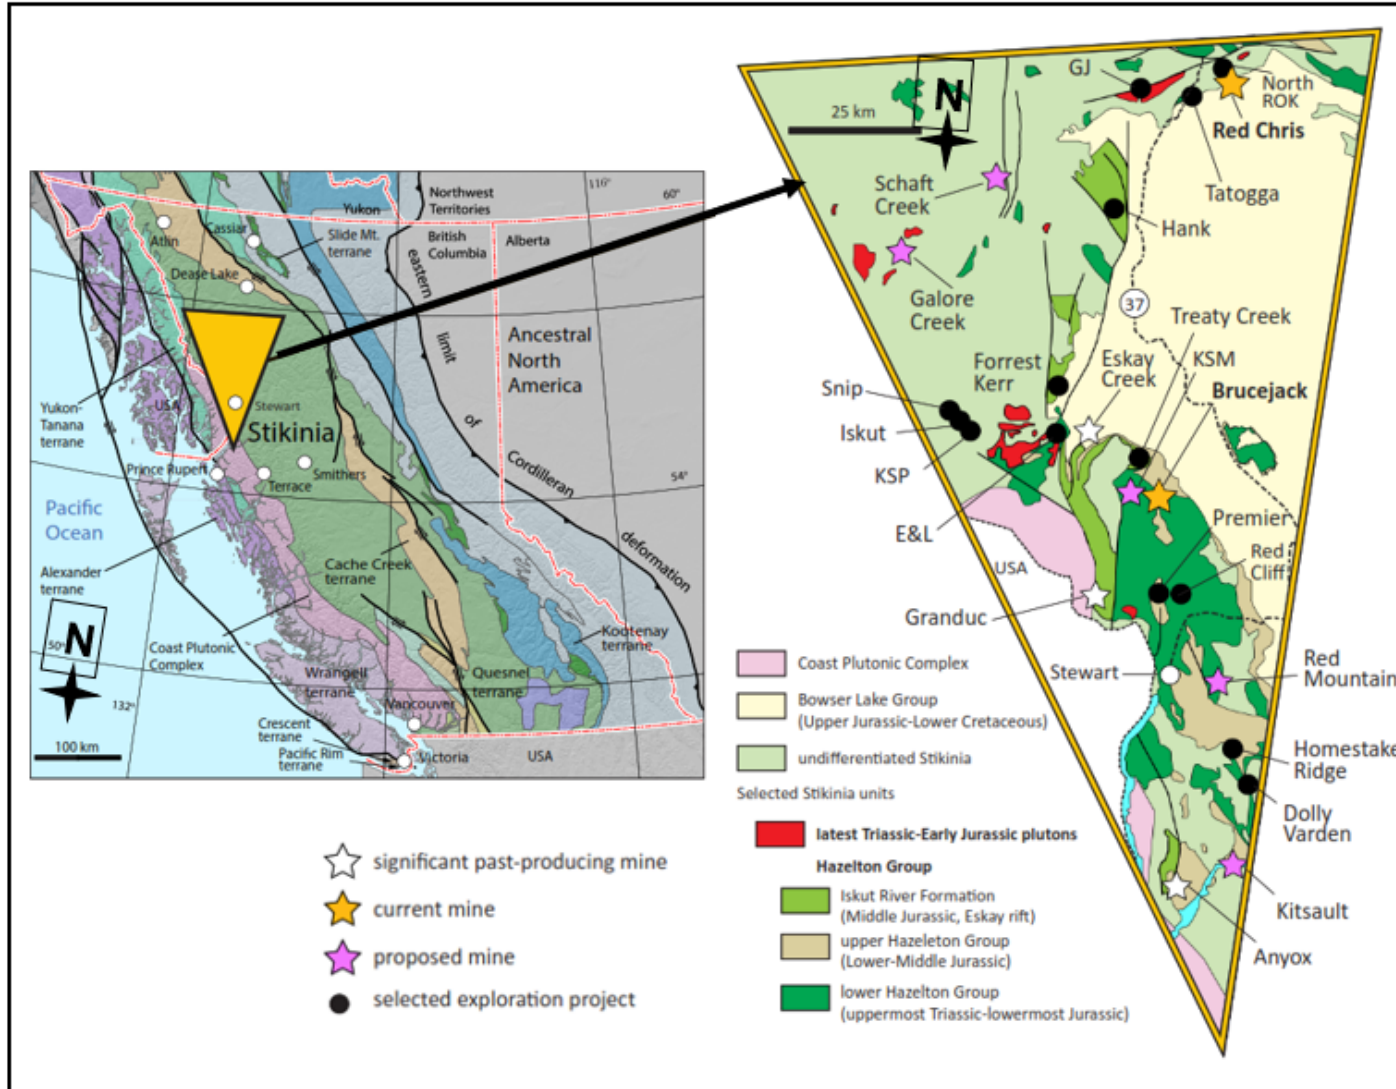 116°
60°
Yukon
Northwest
Territories
British
Columbia
Alberta
Atlin
Cassiar
Slide Mt.
terrane
Dease Lake
eastern
limit
of
Cordilleran
deformation
Ancestral
North
America
Yukon-
Tanana
terrane
USA
Stewart
Stikinia
Prince Rupert
Terrace
Smithers
54°
Pacific
Ocean
Alexander
terrane
Cache Creek
terrane
N
50°
132°
Coast Plutonic
Complex
Wrangell
terrane
Quesnel
terrane
Kootenay
terrane
Vancouver
Crescent
terrane
Pacific Rim
terrane
Victoria
USA
100 km
significant past-producing mine
current mine
proposed mine
selected exploration project
25 km
N
GJ
North
ROK
Red Chris
Schaft
Creek
Tatogga
Hank
Galore
Creek
37
Treaty Creek
Forrest
Kerr
Eskay
Creek
KSM
Brucejack
Snip
Iskut
KSP
E&L
Premier
Red
Cliff
USA
Granduc
Stewart
Red
Mountain
Homestake
Ridge
Dolly
Varden
Kitsault
Anyox
Coast Plutonic Complex
Bowser Lake Group
(Upper Jurassic-Lower Cretaceous)
undifferentiated Stikinia
Selected Stikinia units
latest Triassic-Early Jurassic plutons
Hazelton Group
Iskut River Formation
(Middle Jurassic, Eskay rift)
upper Hazeleton Group
(Lower-Middle Jurassic)
lower Hazelton Group
(uppermost Triassic-lowermost Jurassic)